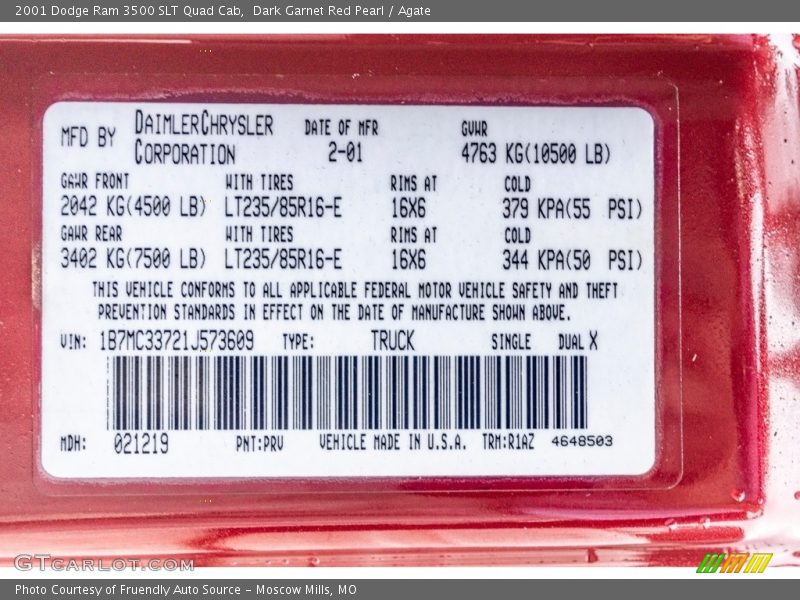 2001 Dodge Ram 3500 SLT Quad Cab, Dark Garnet Red Pearl / Agate
MFD BY DAIMLERCHRYSLER CORPORATION DATE OF MFR 2-01 GVWR 4763 KG(10500 LB)
GAWR FRONT WITH TIRES RIMS AT COLD
2042 KG(4500 LB) LT235/85R16-E 16X6 379 KPA(55 PSI)
GAWR REAR WITH TIRES RIMS AT COLD
3402 KG(7500 LB) LT235/85R16-E 16X6 344 KPA(50 PSI)
THIS VEHICLE CONFORMS TO ALL APPLICABLE FEDERAL MOTOR VEHICLE SAFETY AND THEFT
PREVENTION STANDARDS IN EFFECT ON THE DATE OF MANUFACTURE SHOWN ABOVE.
VIN: 1B7MC33721J573609 TYPE: TRUCK SINGLE DUAL X
MDH: 021219 PNT:PRV VEHICLE MADE IN U.S.A. TRM:R1AZ 4648503
GTCARLOT.COM
Photo Courtesy of Fruendly Auto Source – Moscow Mills, MO